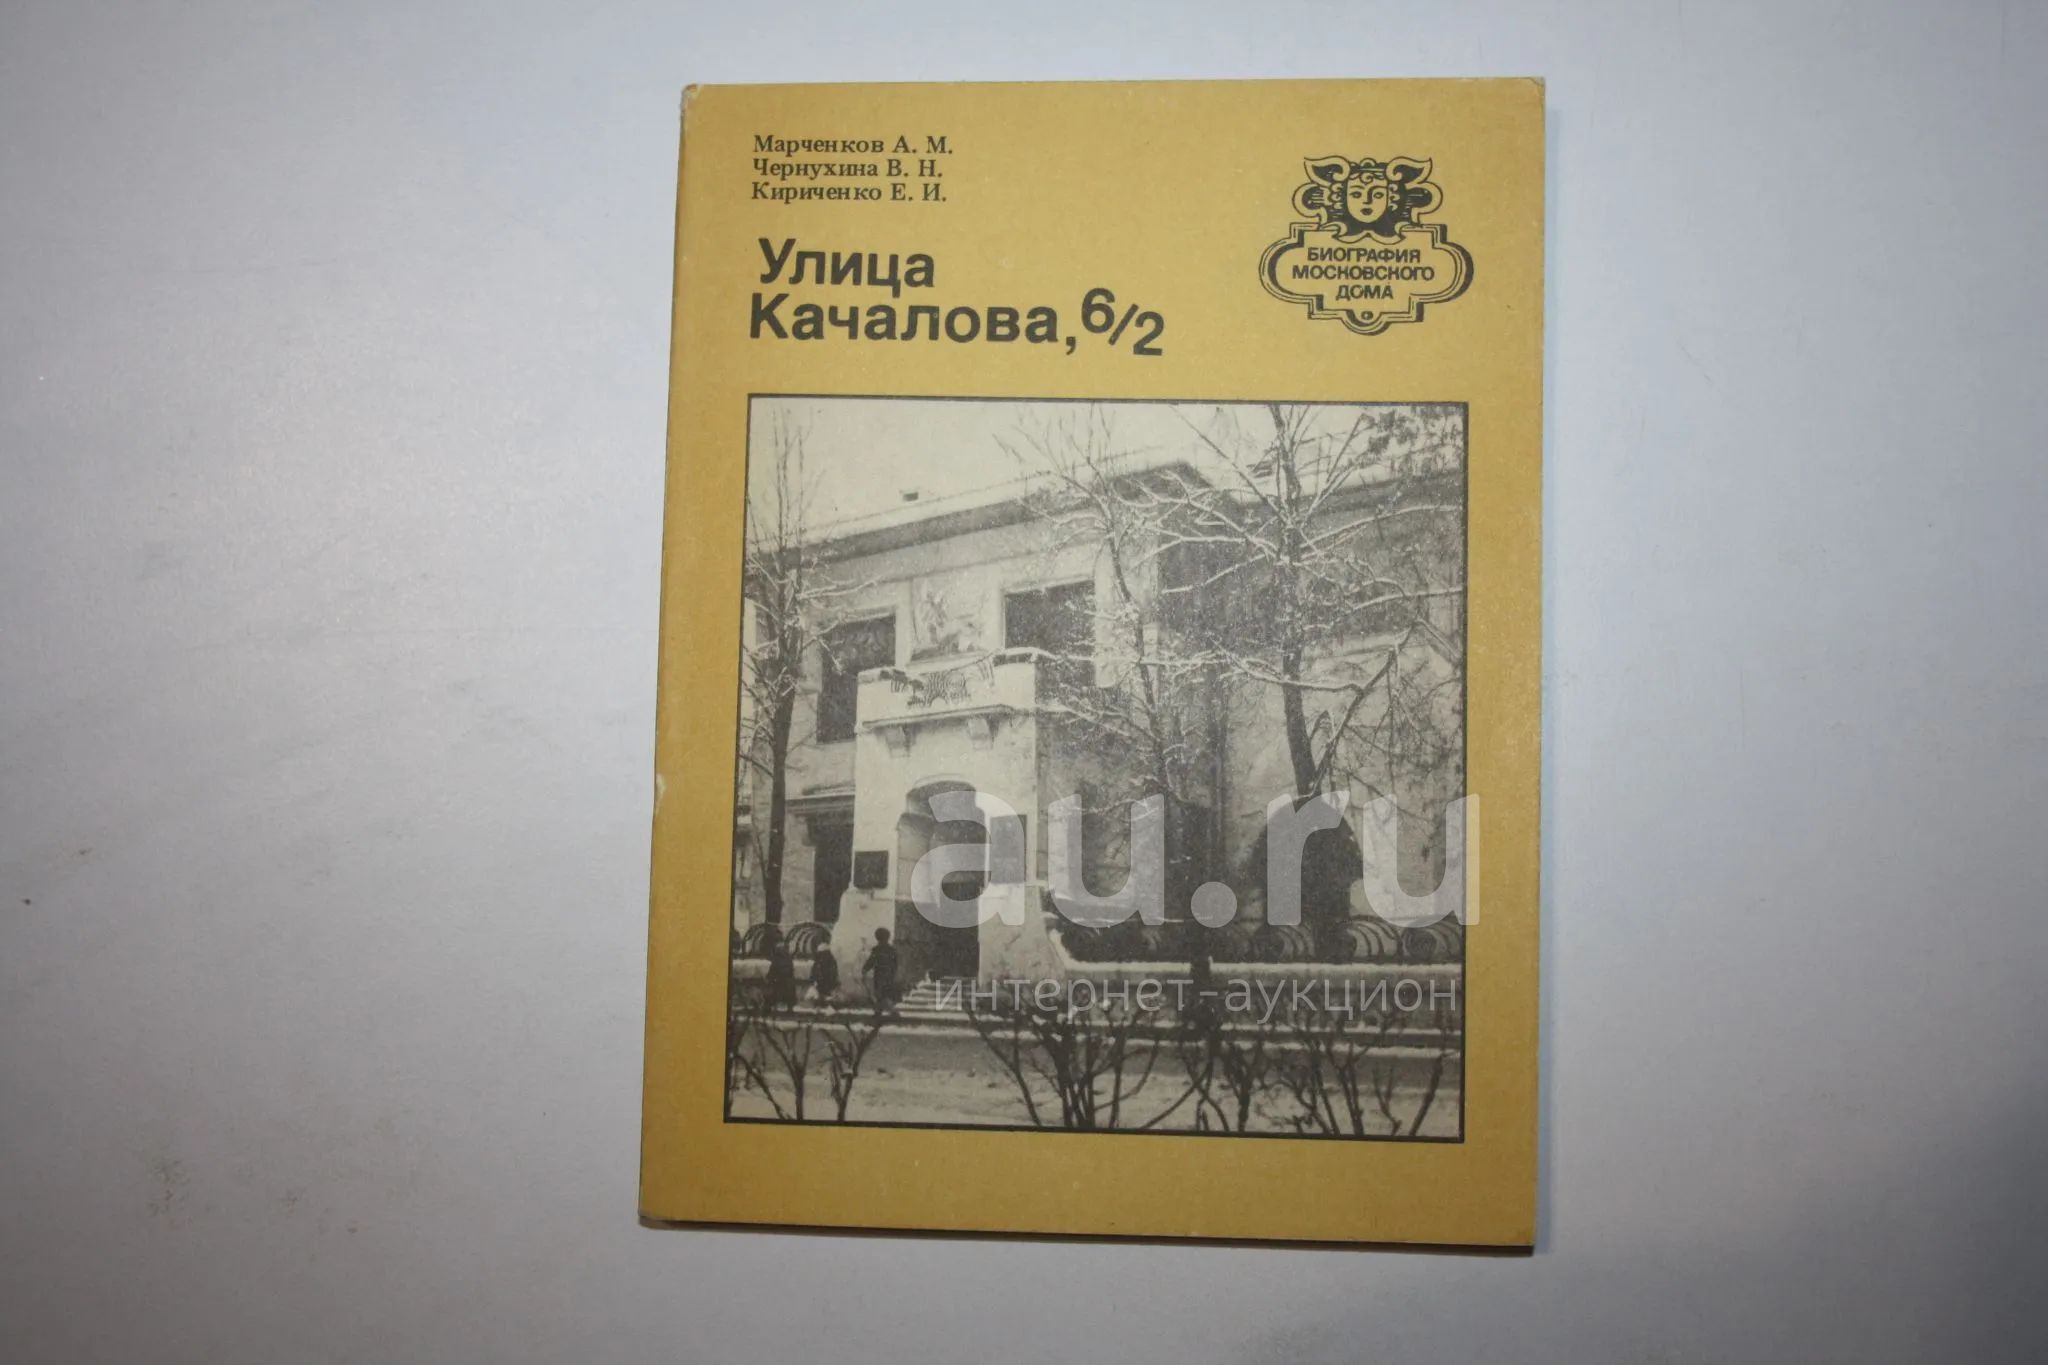 Марченков А. М.
Чернухина В. Н.
Кириченко Е. И.
Улица
Качалова, 6/2
БИОГРАФИЯ
МОСКОВСКОГО
ДОМА
au.ru
интернет-аукцион